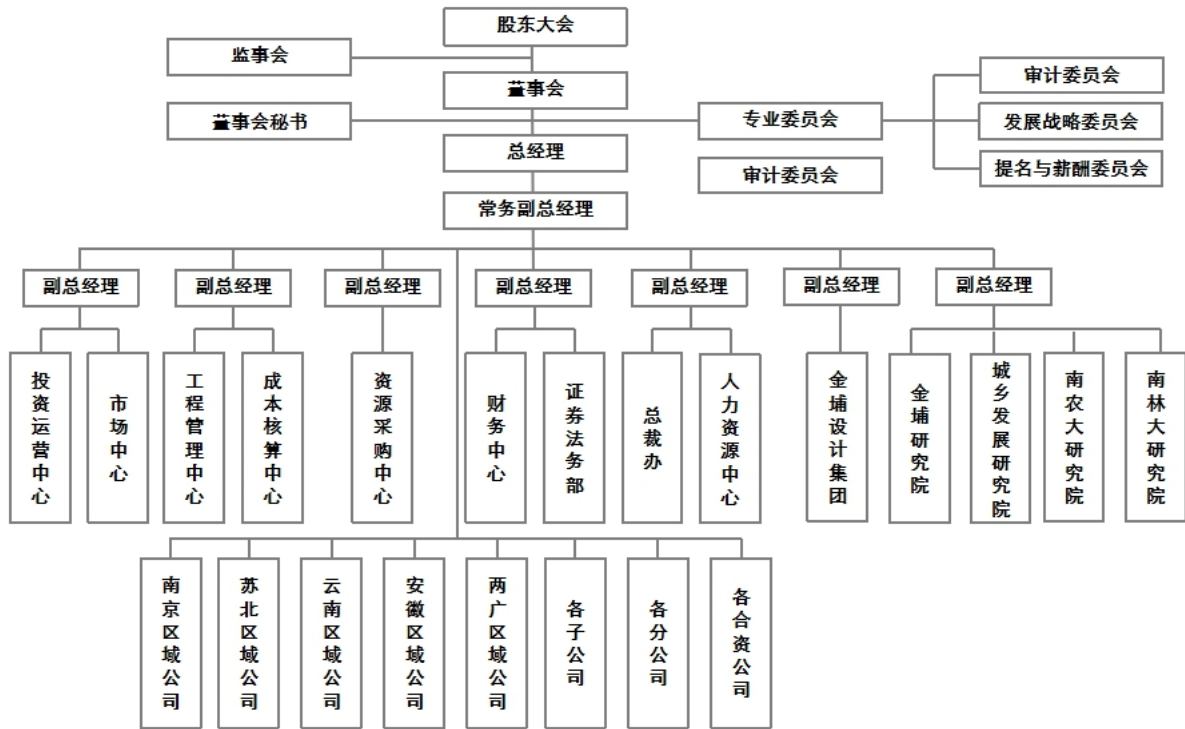 股东大会
监事会
董事会
审计委员会
董事会秘书
专业委员会
发展战略委员会
总经理
审计委员会
提名与薪酬委员会
常务副总经理
副总经理
副总经理
副总经理
副总经理
副总经理
副总经理
副总经理
投资运营中心
市场中心
工程管理中心
成本核算中心
资源采购中心
财务中心
证券法务部
总裁办
人力资源中心
金埔设计集团
金埔研究院
城乡发展研究院
南农大研究院
南林大研究院
南京区域公司
苏北区域公司
云南区域公司
安徽区域公司
两广区域公司
各子公司
各分公司
各合资公司